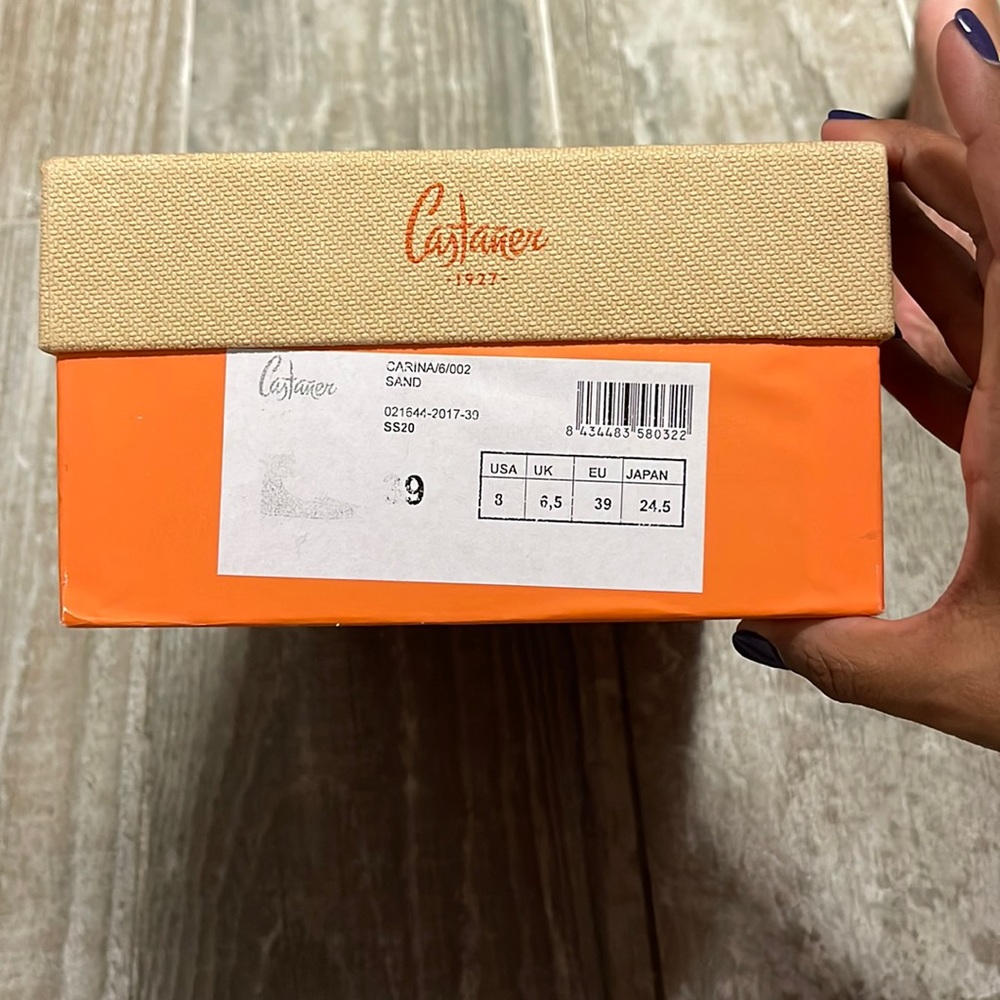 Castañer
-1927-
Castañer
CARINA/6/002
SAND
021644-2017-39
SS20
8 434483 580322
39
USA UK EU JAPAN
8 6,5 39 24.5